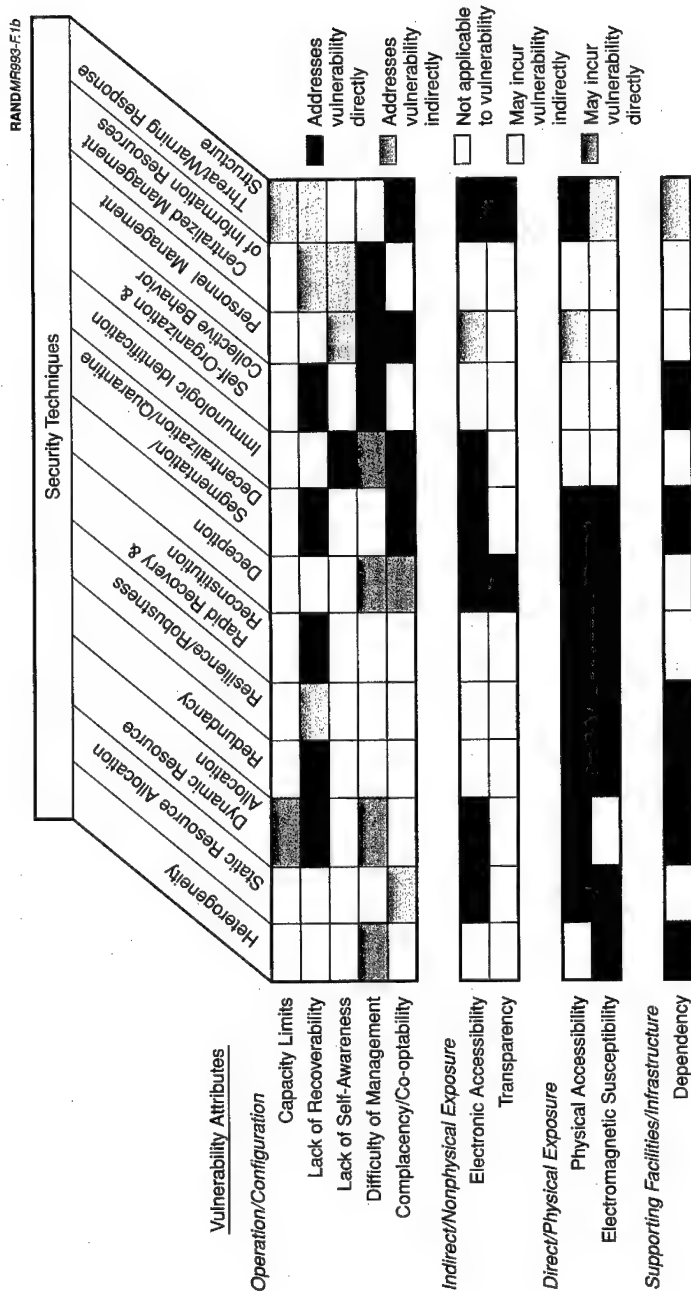 RANDMR993-F.1b
Security Techniques
Heterogeneity
Static Resource Allocation
Dynamic Resource
Allocation
Redundancy
Resilience/Robustness
Rapid Recovery &
Reconstitution
Deception
Segmentation/
Decentralization/Quarantine
Immunologic Identification
Self-Organization &
Collective Behavior
Personnel Management
Centralized Management
of Information Resources
Threat/Warning Response
Structure
Vulnerability Attributes
Operation/Configuration
Capacity Limits
Lack of Recoverability
Lack of Self-Awareness
Difficulty of Management
Complacency/Co-optability
Indirect/Nonphysical Exposure
Electronic Accessibility
Transparency
Direct/Physical Exposure
Physical Accessibility
Electromagnetic Susceptibility
Supporting Facilities/Infrastructure
Dependency
Addresses
vulnerability
directly
Addresses
vulnerability
indirectly
Not applicable
to vulnerability
May incur
vulnerability
indirectly
May incur
vulnerability
directly